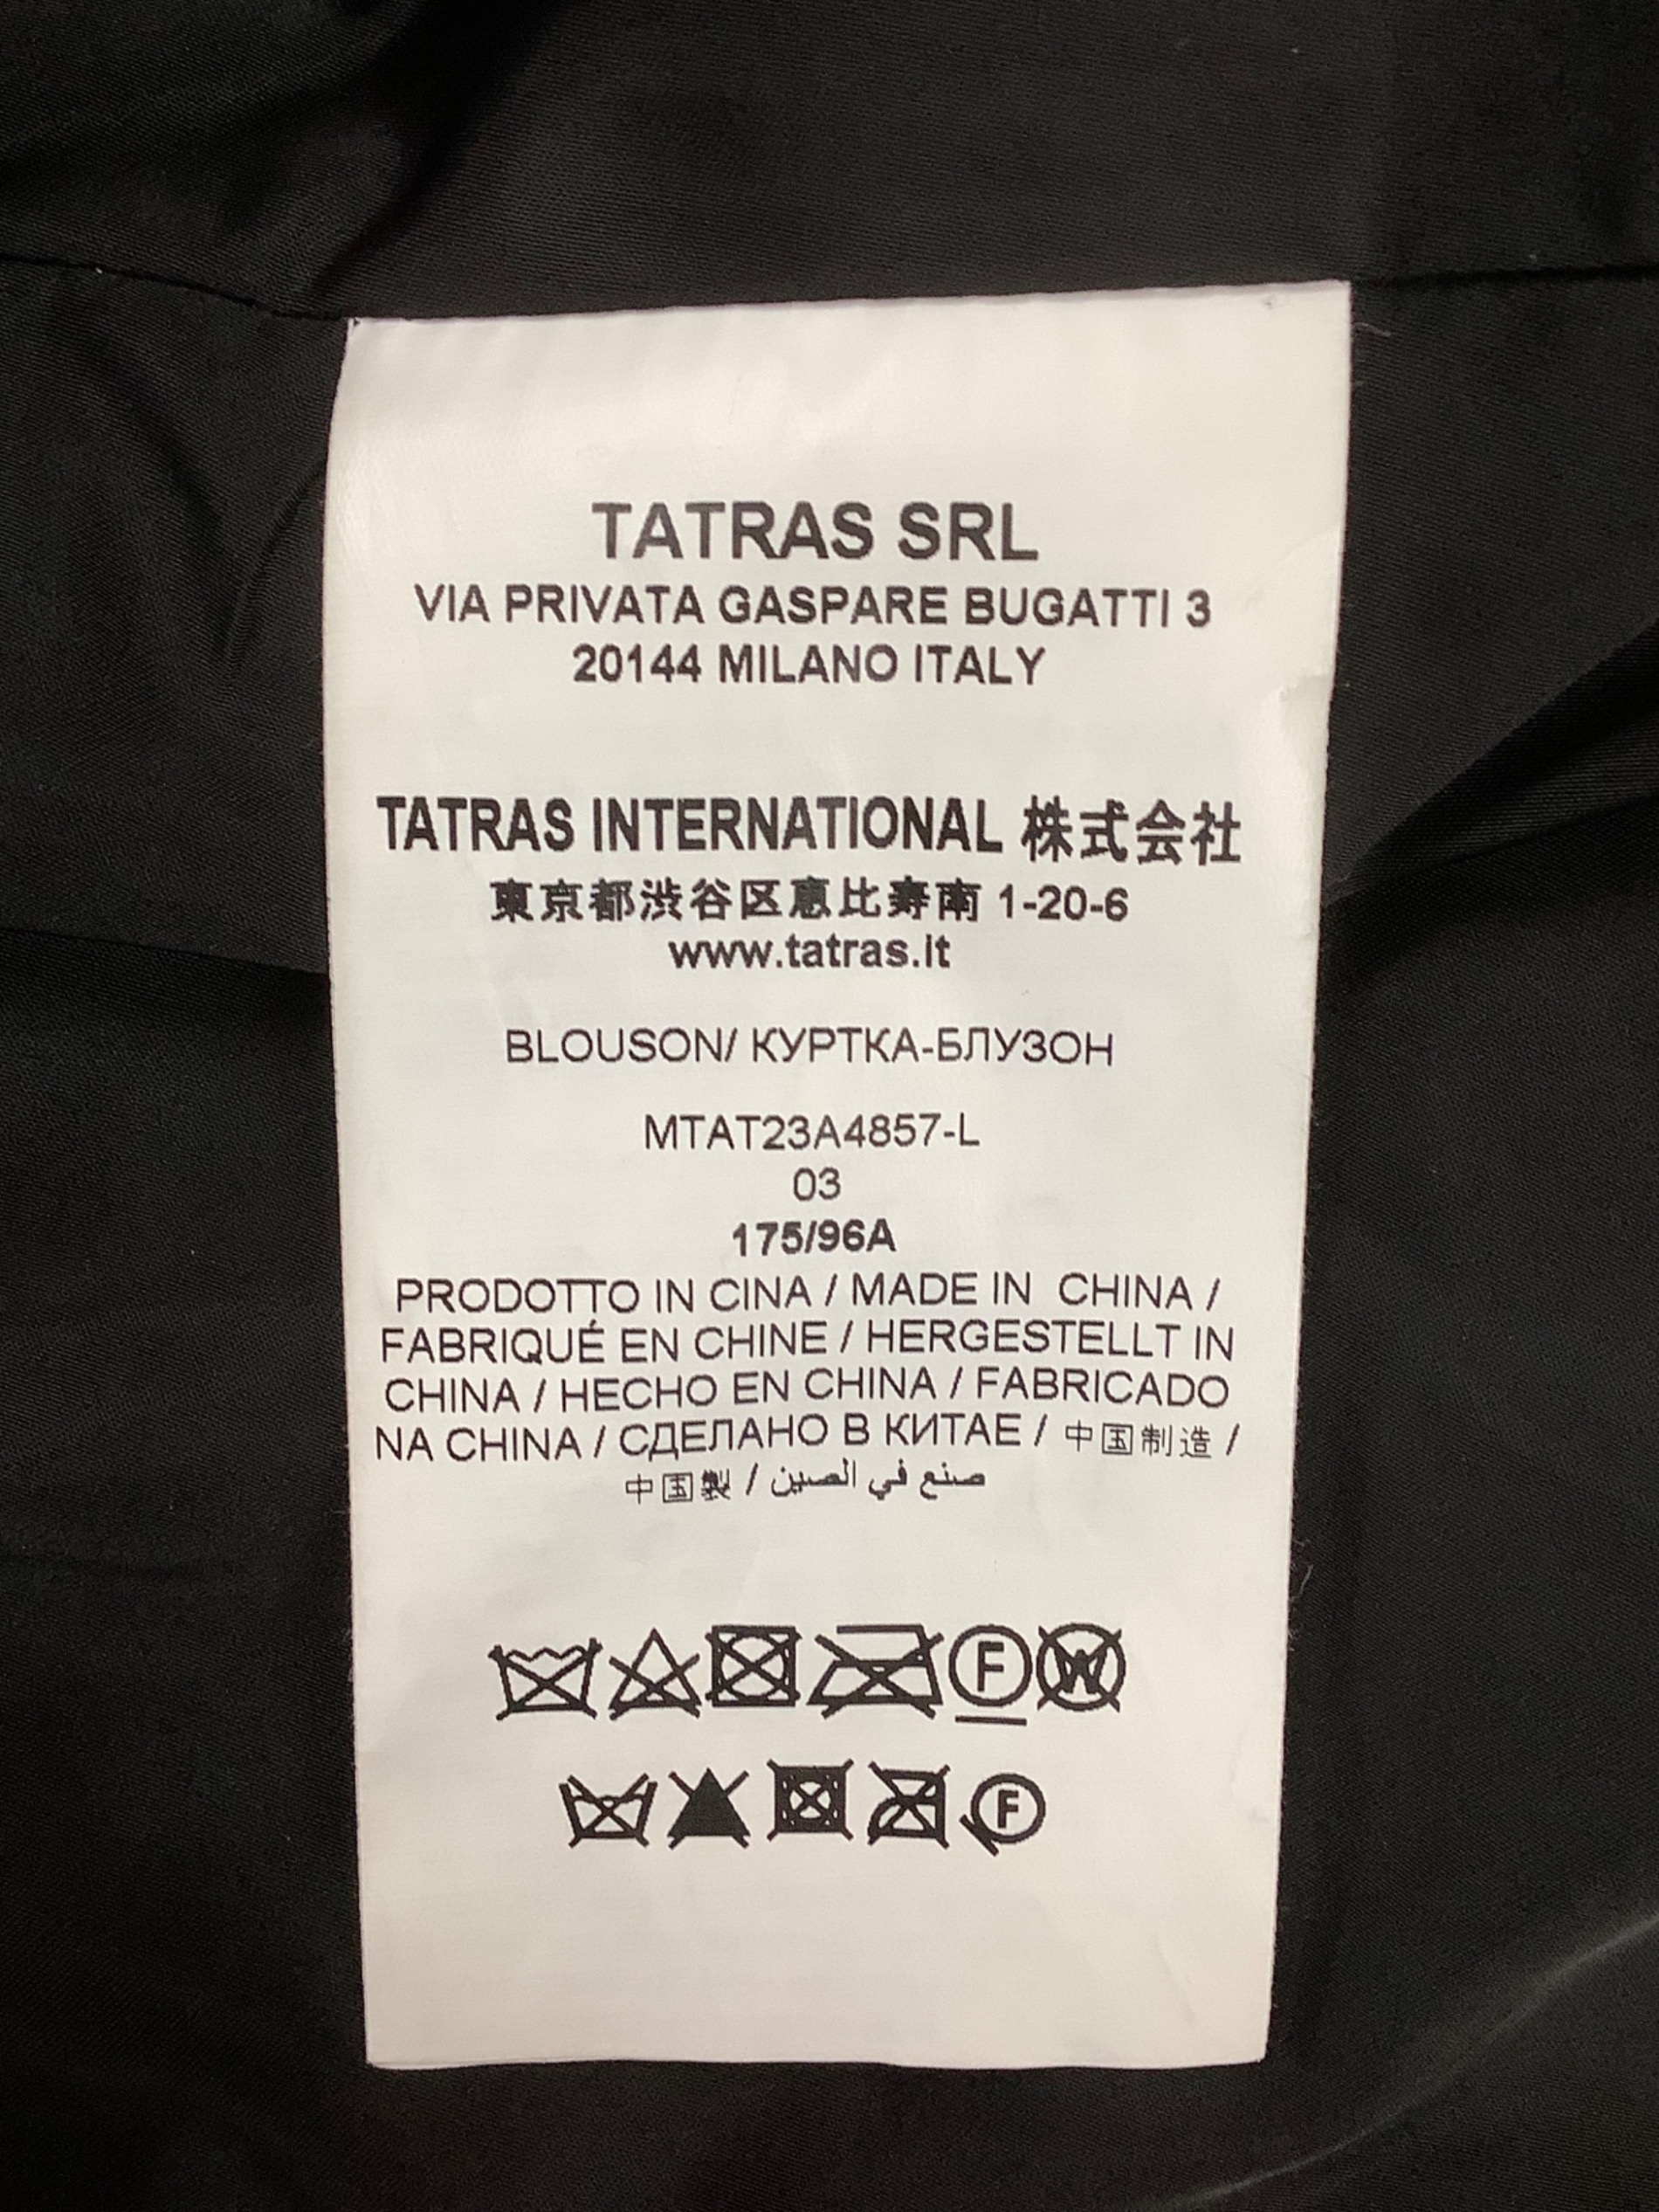 TATRAS SRL
VIA PRIVATA GASPARE BUGATTI 3
20144 MILANO ITALY
TATRAS INTERNATIONAL 株式会社
東京都渋谷区恵比寿南 1-20-6
www.tatras.it
BLOUSON/ КУРТКА-БЛУЗОН
MTAT23A4857-L
03
175/96A
PRODOTTO IN CINA / MADE IN CHINA /
FABRIQUÉ EN CHINE / HERGESTELLT IN
CHINA / HECHO EN CHINA / FABRICADO
NA CHINA / СДЕЛАНО В КИТАЕ / 中国制造 /
中国製 / صنع في الصين
F W
F